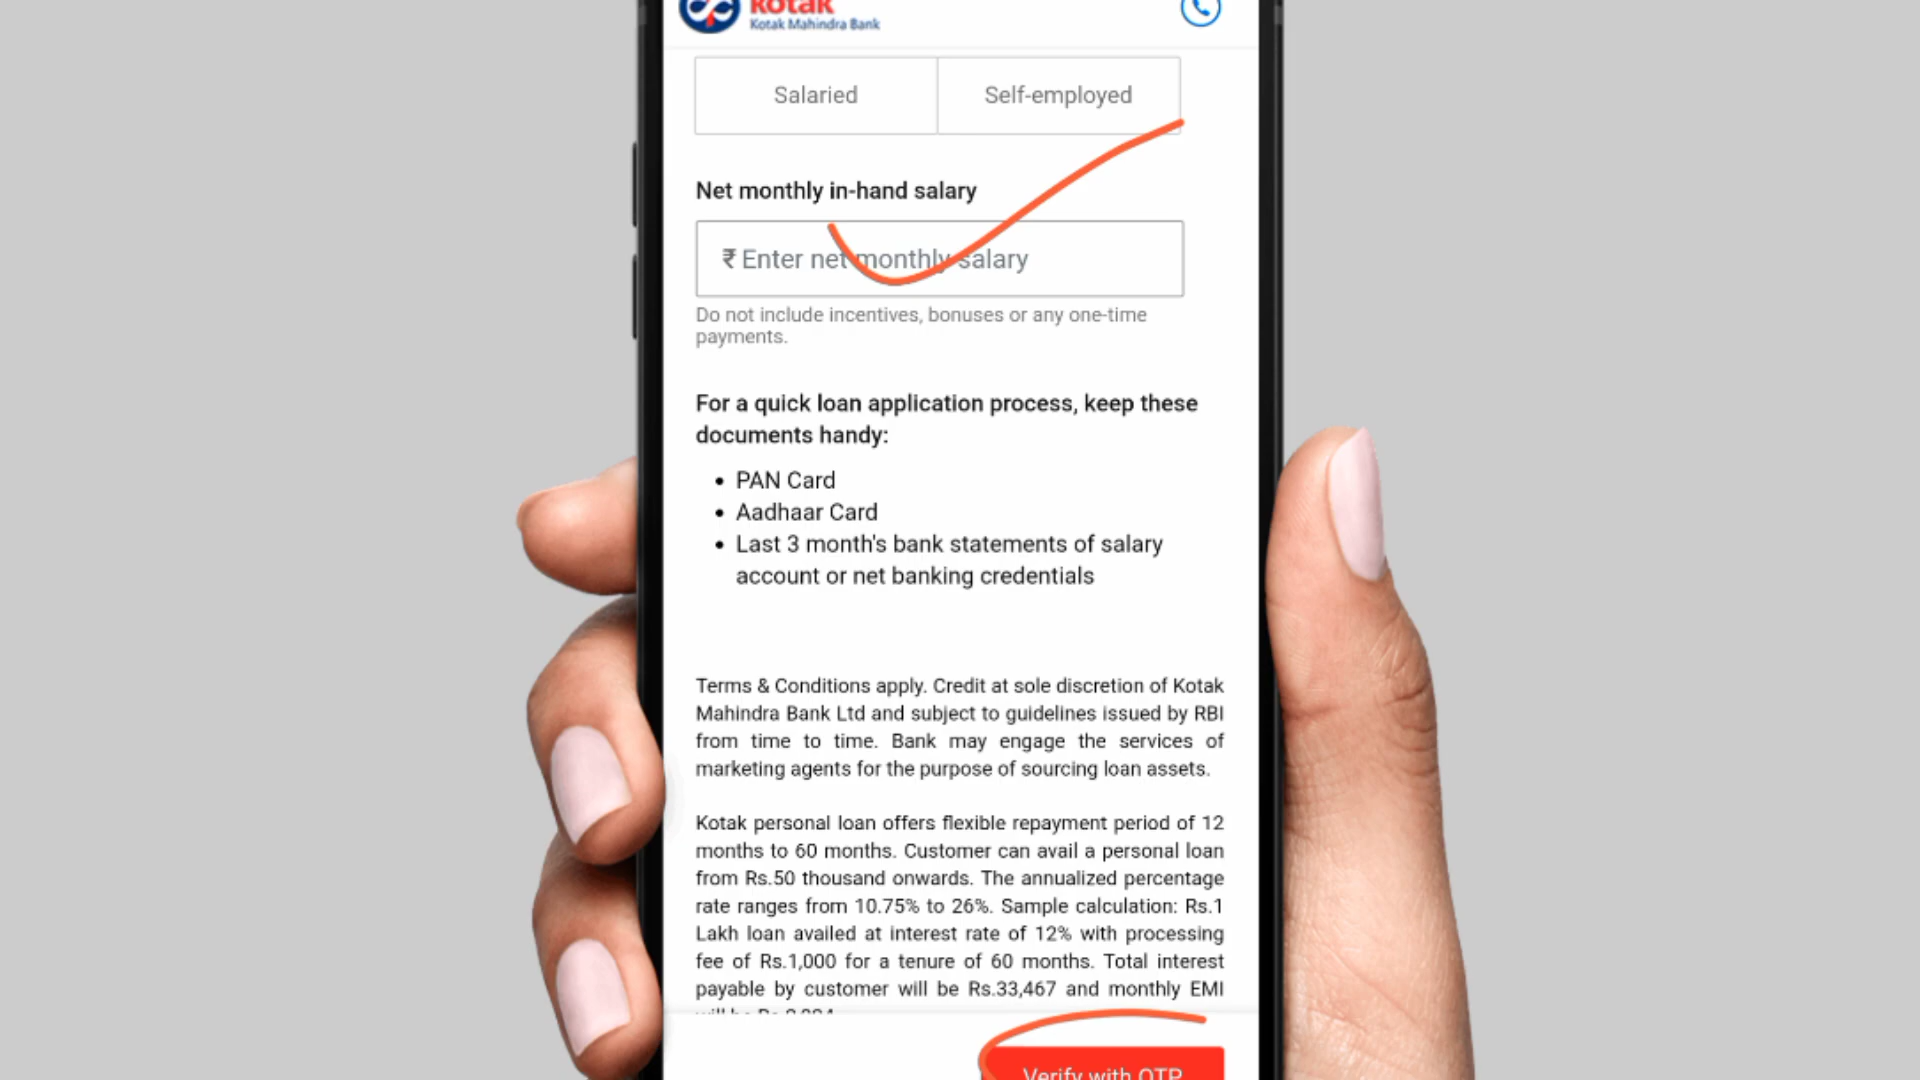 kotak
Kotak Mahindra Bank
Salaried
Self-employed
Net monthly in-hand salary
₹ Enter net monthly salary
Do not include incentives, bonuses or any one-time
payments.
For a quick loan application process, keep these
documents handy:
• PAN Card
• Aadhaar Card
• Last 3 month's bank statements of salary
account or net banking credentials
Terms & Conditions apply. Credit at sole discretion of Kotak
Mahindra Bank Ltd and subject to guidelines issued by RBI
from time to time. Bank may engage the services of
marketing agents for the purpose of sourcing loan assets.
Kotak personal loan offers flexible repayment period of 12
months to 60 months. Customer can avail a personal loan
from Rs.50 thousand onwards. The annualized percentage
rate ranges from 10.75% to 26%. Sample calculation: Rs.1
Lakh loan availed at interest rate of 12% with processing
fee of Rs.1,000 for a tenure of 60 months. Total interest
payable by customer will be Rs.33,467 and monthly EMI
will be Rs
Verify with OTP